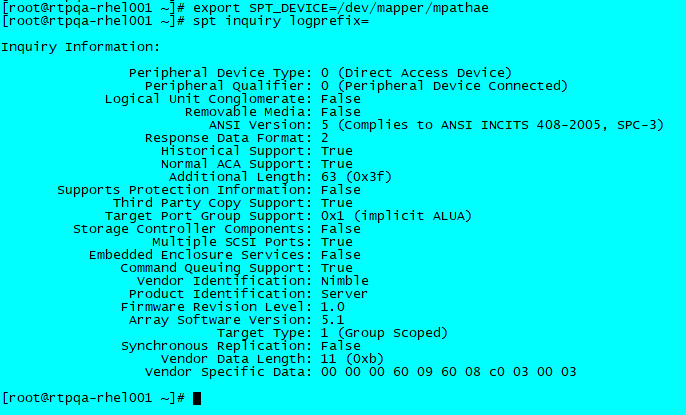 [root@rtpqa-rhel001 ~]# export SPT_DEVICE=/dev/mapper/mpathae
[root@rtpqa-rhel001 ~]# spt inquiry logprefix=
Inquiry Information:
Peripheral Device Type: 0 (Direct Access Device)
Peripheral Qualifier: 0 (Peripheral Device Connected)
Logical Unit Conglomerate: False
Removable Media: False
ANSI Version: 5 (Complies to ANSI INCITS 408-2005, SPC-3)
Response Data Format: 2
Historical Support: True
Normal ACA Support: True
Additional Length: 63 (0x3f)
Supports Protection Information: False
Third Party Copy Support: True
Target Port Group Support: 0x1 (implicit ALUA)
Storage Controller Components: False
Multiple SCSI Ports: True
Embedded Enclosure Services: False
Command Queuing Support: True
Vendor Identification: Nimble
Product Identification: Server
Firmware Revision Level: 1.0
Array Software Version: 5.1
Target Type: 1 (Group Scoped)
Synchronous Replication: False
Vendor Data Length: 11 (0xb)
Vendor Specific Data: 00 00 00 60 09 60 08 c0 03 00 03
[root@rtpqa-rhel001 ~]#